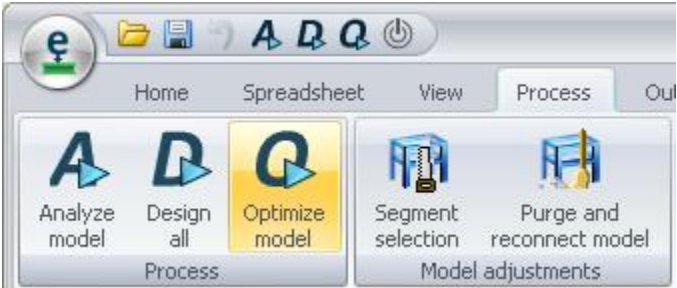 e
A D O
Home Spreadsheet View Process Out
A D O
Analyze model
Design all
Optimize model
Segment selection
Purge and reconnect model
Process
Model adjustments